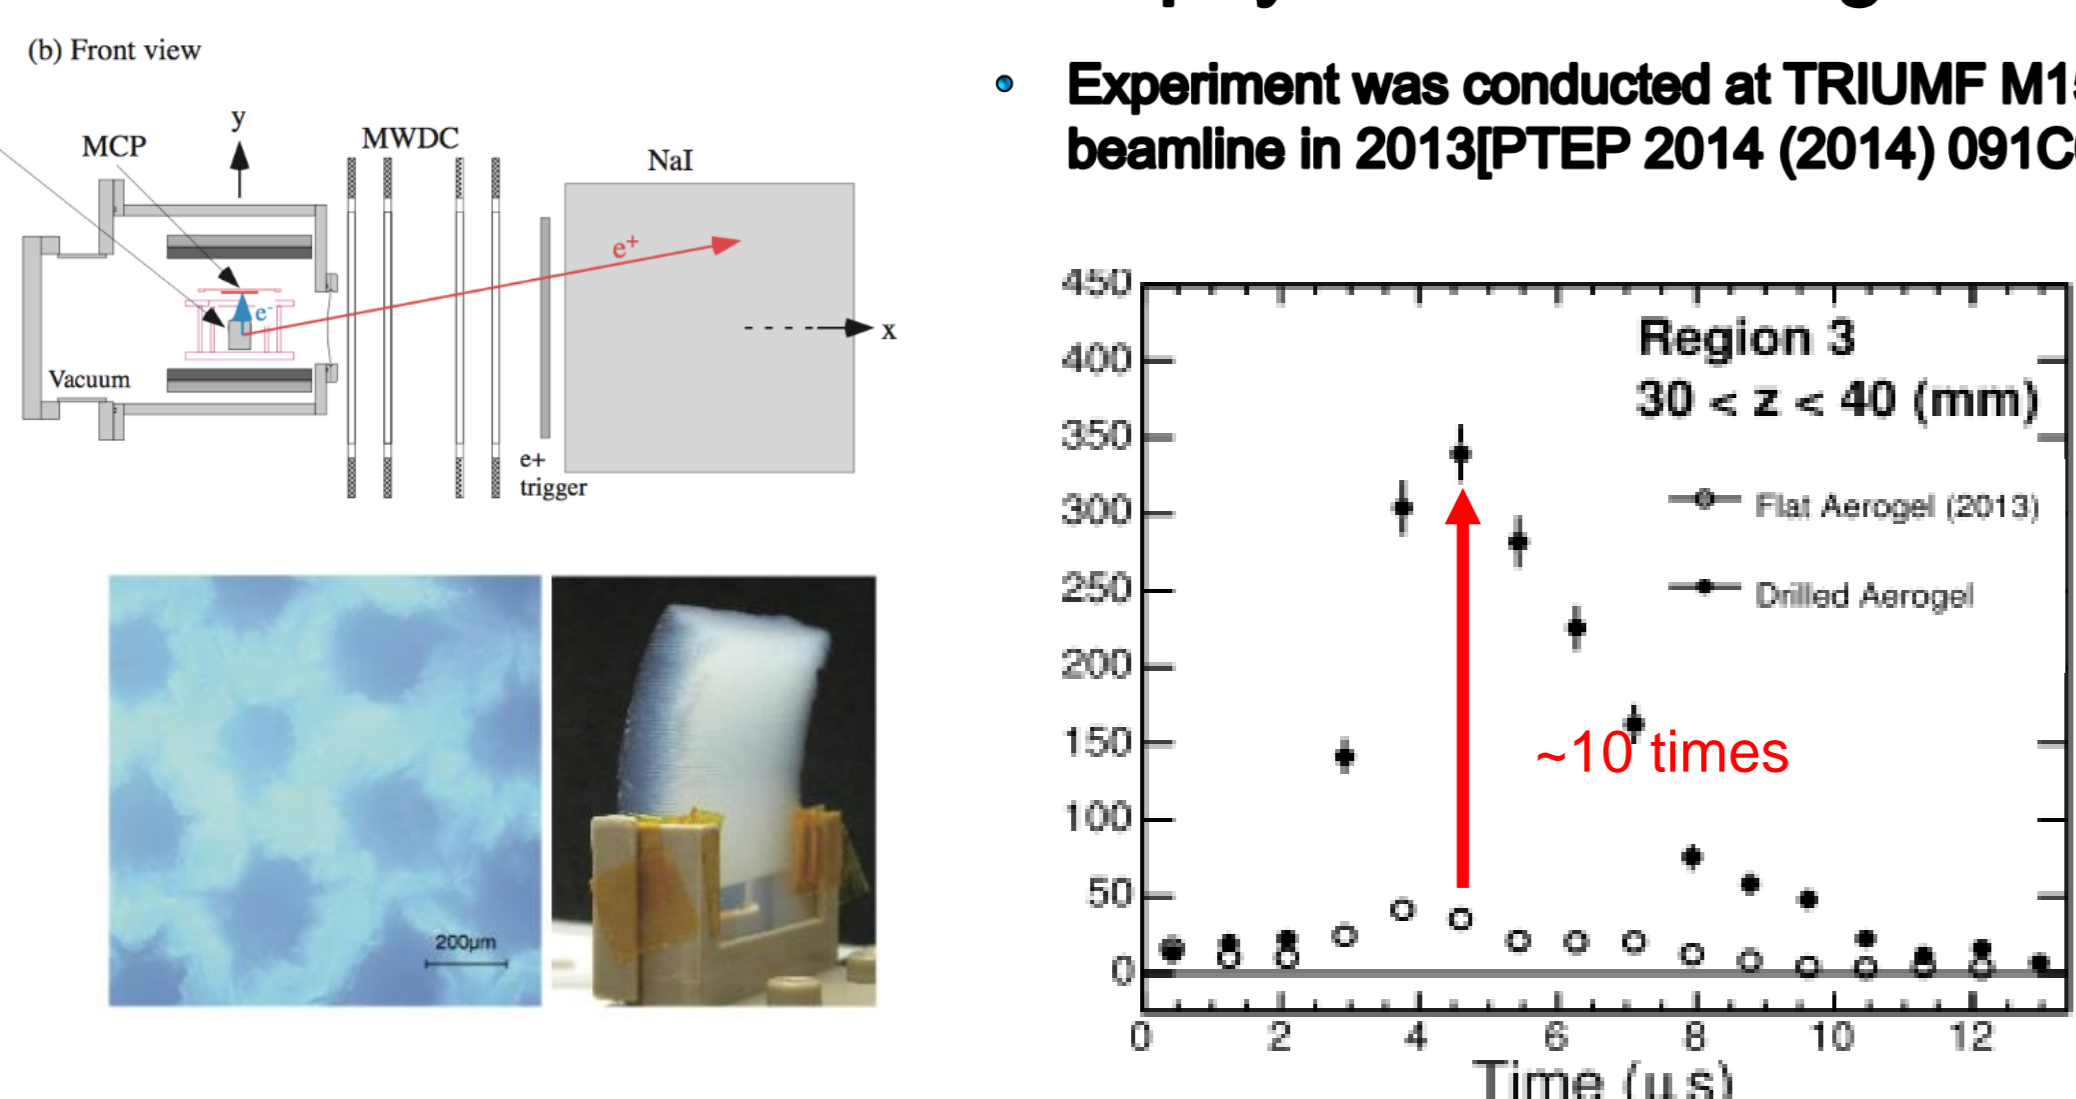 (b) Front view
y
MCP
MWDC
NaI
e+
e-
x
Vacuum
e+
trigger
200μm
Experiment was conducted at TRIUMF
beamline in 2013[PTEP 2014 (2014)
450
400
350
300
250
200
150
100
50
0
Region 3
30 < z < 40 (mm)
Flat Aerogel (2013)
Drilled Aerogel
~10 times
0 2 4 6 8 10 12
Time (μs)